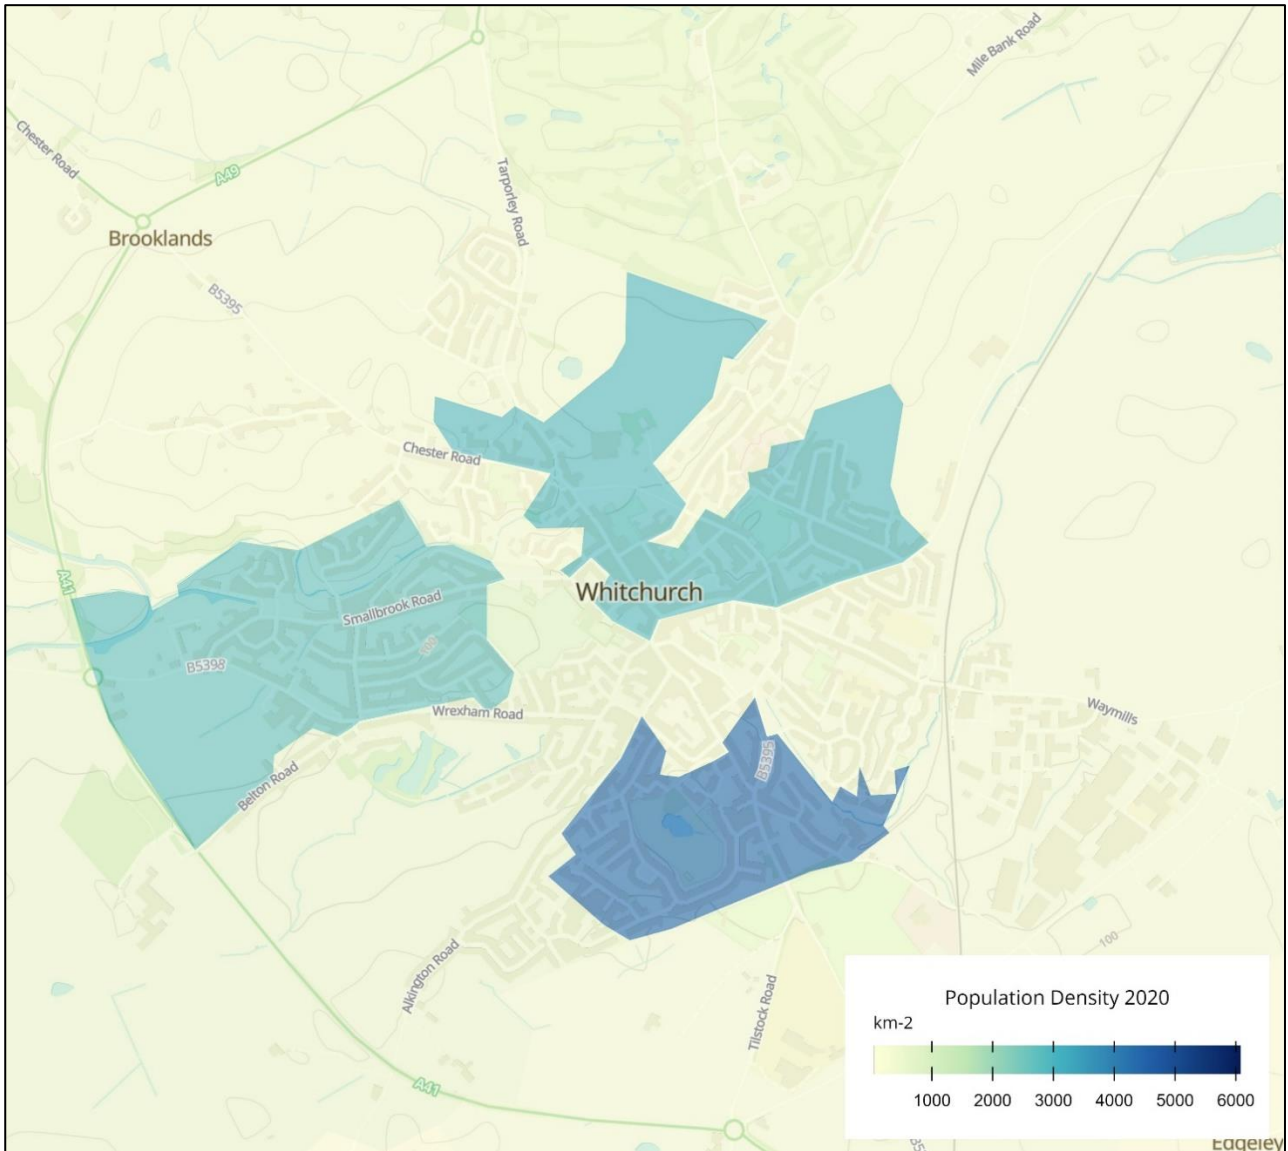 Mile Bank Road
Chester Road
A49
Tarporley Road
Brooklands
B5395
Chester Road
A41
Whitchurch
Smallbrook Road
100
B5398
Wrexham Road
Waymills
B5395
Belton Road
Alkington Road
100
Tilstock Road
Population Density 2020
km-2
1000 2000 3000 4000 5000 6000
A41
Edgeley